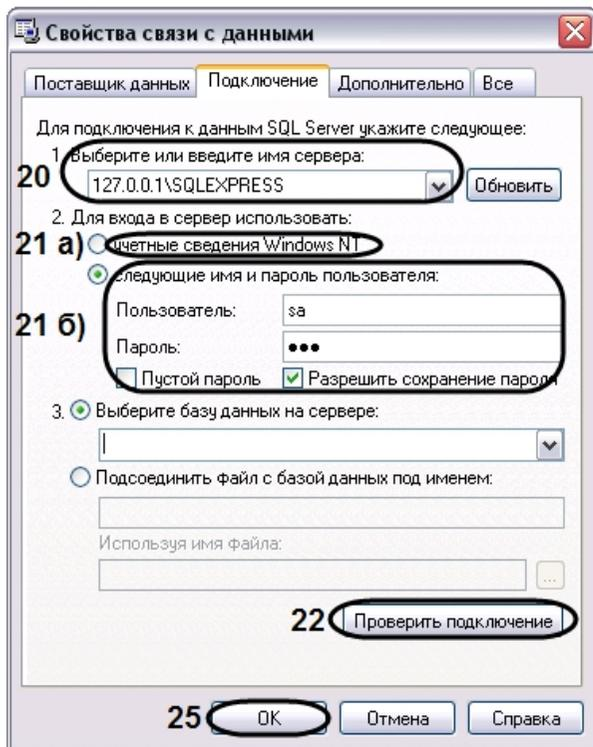 Свойства связи с данными
Поставщик данных Подключение Дополнительно Все
Для подключения к данным SQL Server укажите следующее:
1. Выберите или введите имя сервера:
20 127.0.0.1\SQLEXPRESS Обновить
2. Для входа в сервер использовать:
21 а) учетные сведения Windows NT
следующие имя и пароль пользователя:
21 б) Пользователь: sa
Пароль: •••
Пустой пароль Разрешить сохранение пароля
3. Выберите базу данных на сервере:
Подсоединить файл с базой данных под именем:
Используя имя файла:
...
22 Проверить подключение
25 OK Отмена Справка